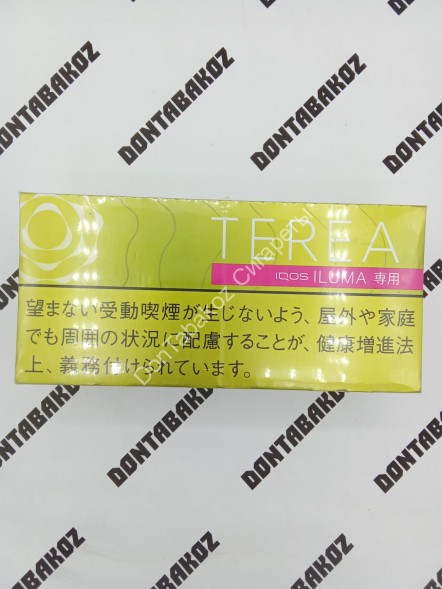 DONTABAKOZ
DONTABAKOZ
DONTABAKOZ
TEREA
IQOS ILUMA 専用
DonTabakoz Сигареты
望まない受動喫煙が生じないよう、屋外や家庭
でも周囲の状況に配慮することが、健康増進法
上、義務付けられています。
DONTABAKOZ
DONTABAKOZ
DONTABAKOZ
DONTABAKOZ